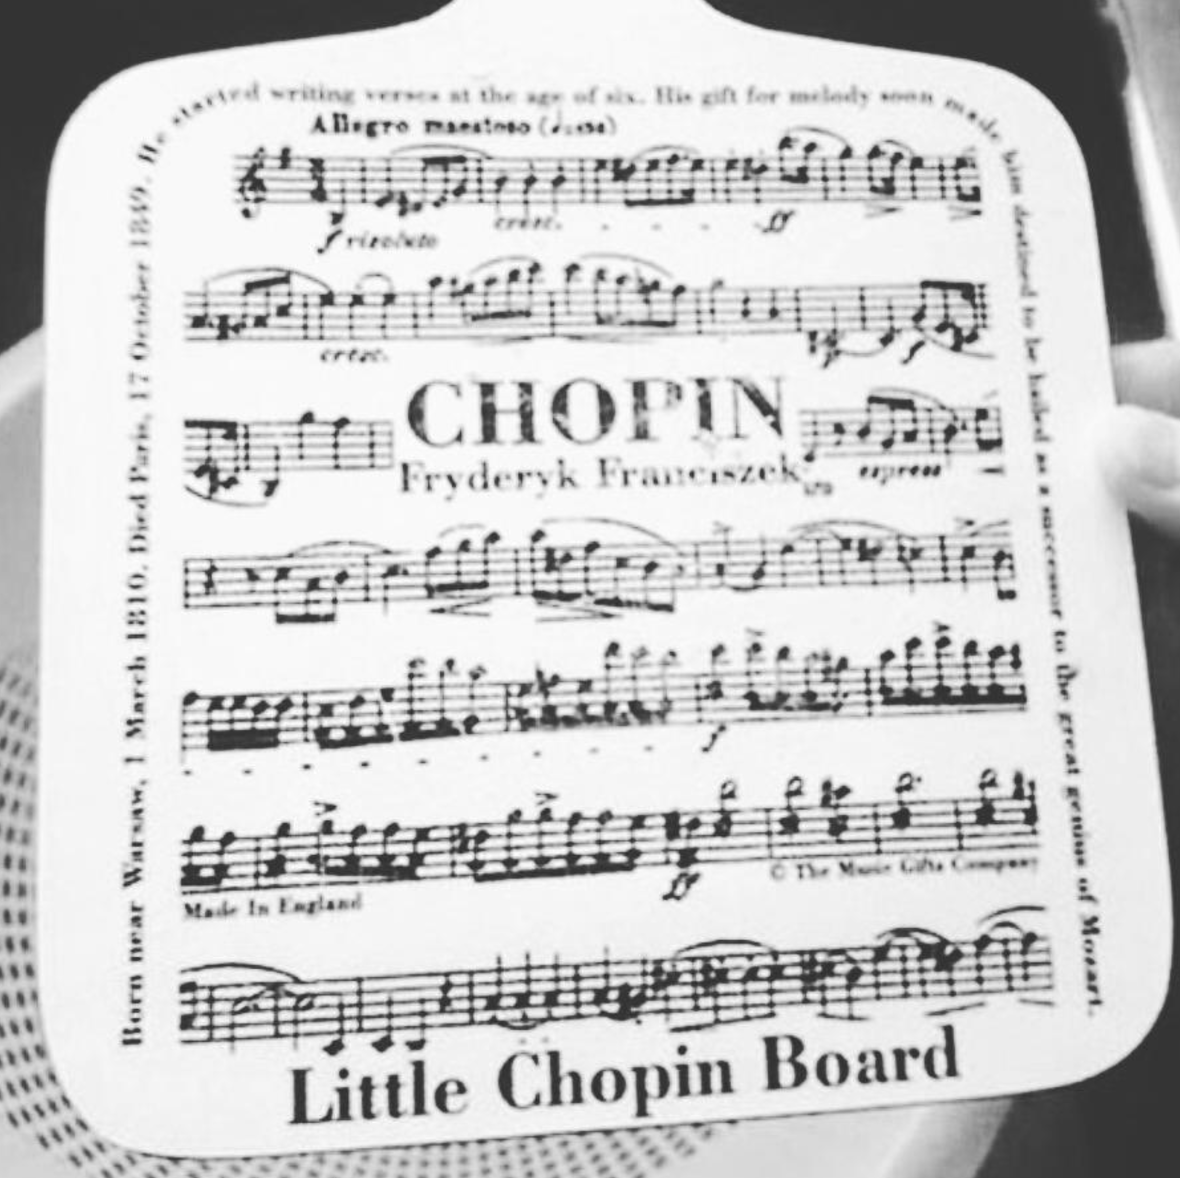 Born near Warsaw, 1 March 1810. Died Paris, 17 October 1849. He started writing verses at the age of six. His gift for melody soon made him destined to be hailed as a successor to the great genius of Mozart.
Allegro maestoso
cresc. - - - - ff
f risoluto
cresc. f
CHOPIN
Fryderyk Franciszek
espress
f
ff
© The Music Gifts Company
Made In England
Little Chopin Board